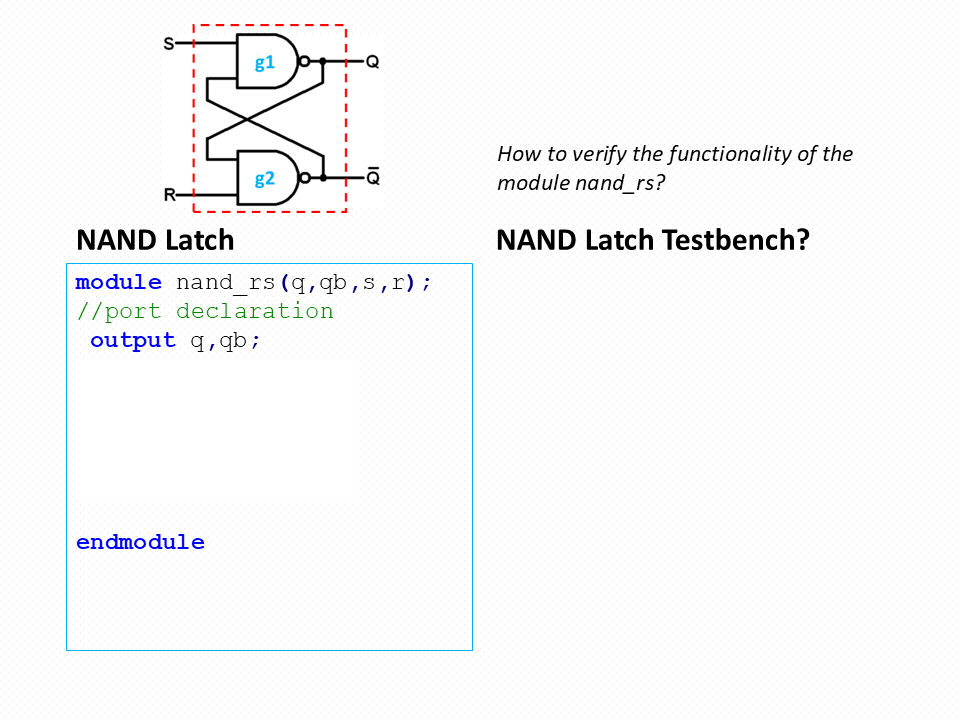 S
g1
Q
g2
Q̅
R
How to verify the functionality of the
module nand_rs?
NAND Latch
NAND Latch Testbench?
module nand_rs(q,qb,s,r);
//port declaration
output q,qb;
endmodule